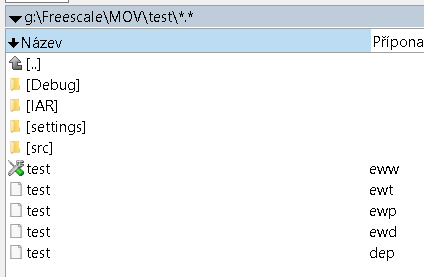 g:\Freescale\MOV\test\*.*
Název Přípona
[..]
[Debug]
[IAR]
[settings]
[src]
test eww
test ewt
test ewp
test ewd
test dep